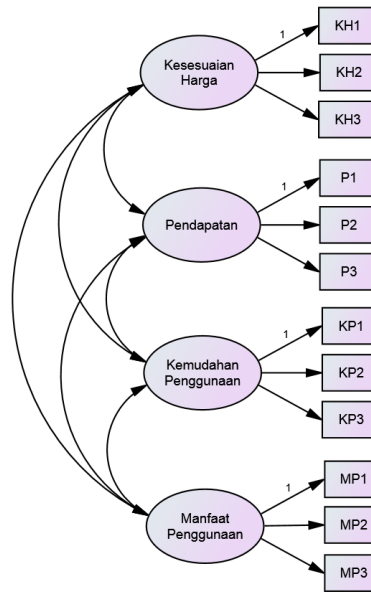 1
KH1
KH2
KH3
Kesesuaian
Harga
1
P1
P2
P3
Pendapatan
1
KP1
KP2
KP3
Kemudahan
Penggunaan
1
MP1
MP2
MP3
Manfaat
Penggunaan